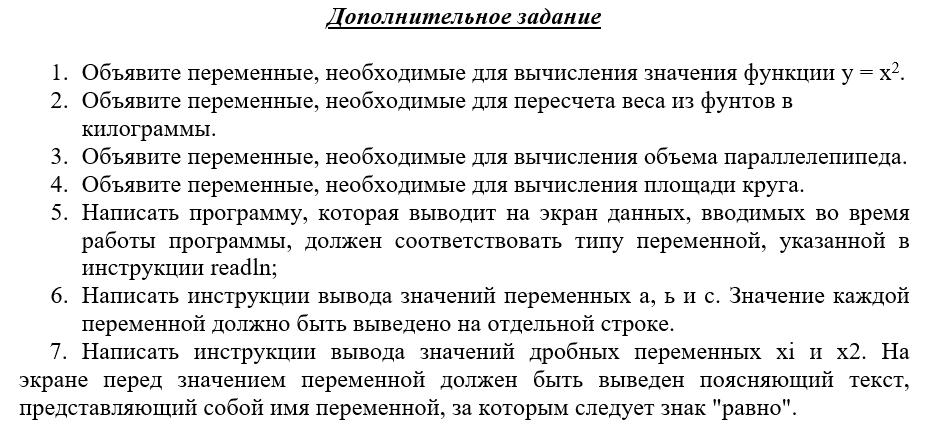 Дополнительное задание
1. Объявите переменные, необходимые для вычисления значения функции y = x².
2. Объявите переменные, необходимые для пересчета веса из фунтов в
килограммы.
3. Объявите переменные, необходимые для вычисления объема параллелепипеда.
4. Объявите переменные, необходимые для вычисления площади круга.
5. Написать программу, которая выводит на экран данных, вводимых во время
работы программы, должен соответствовать типу переменной, указанной в
инструкции readln;
6. Написать инструкции вывода значений переменных а, ь и с. Значение каждой
переменной должно быть выведено на отдельной строке.
7. Написать инструкции вывода значений дробных переменных xi и x2. На
экране перед значением переменной должен быть выведен поясняющий текст,
представляющий собой имя переменной, за которым следует знак "равно".